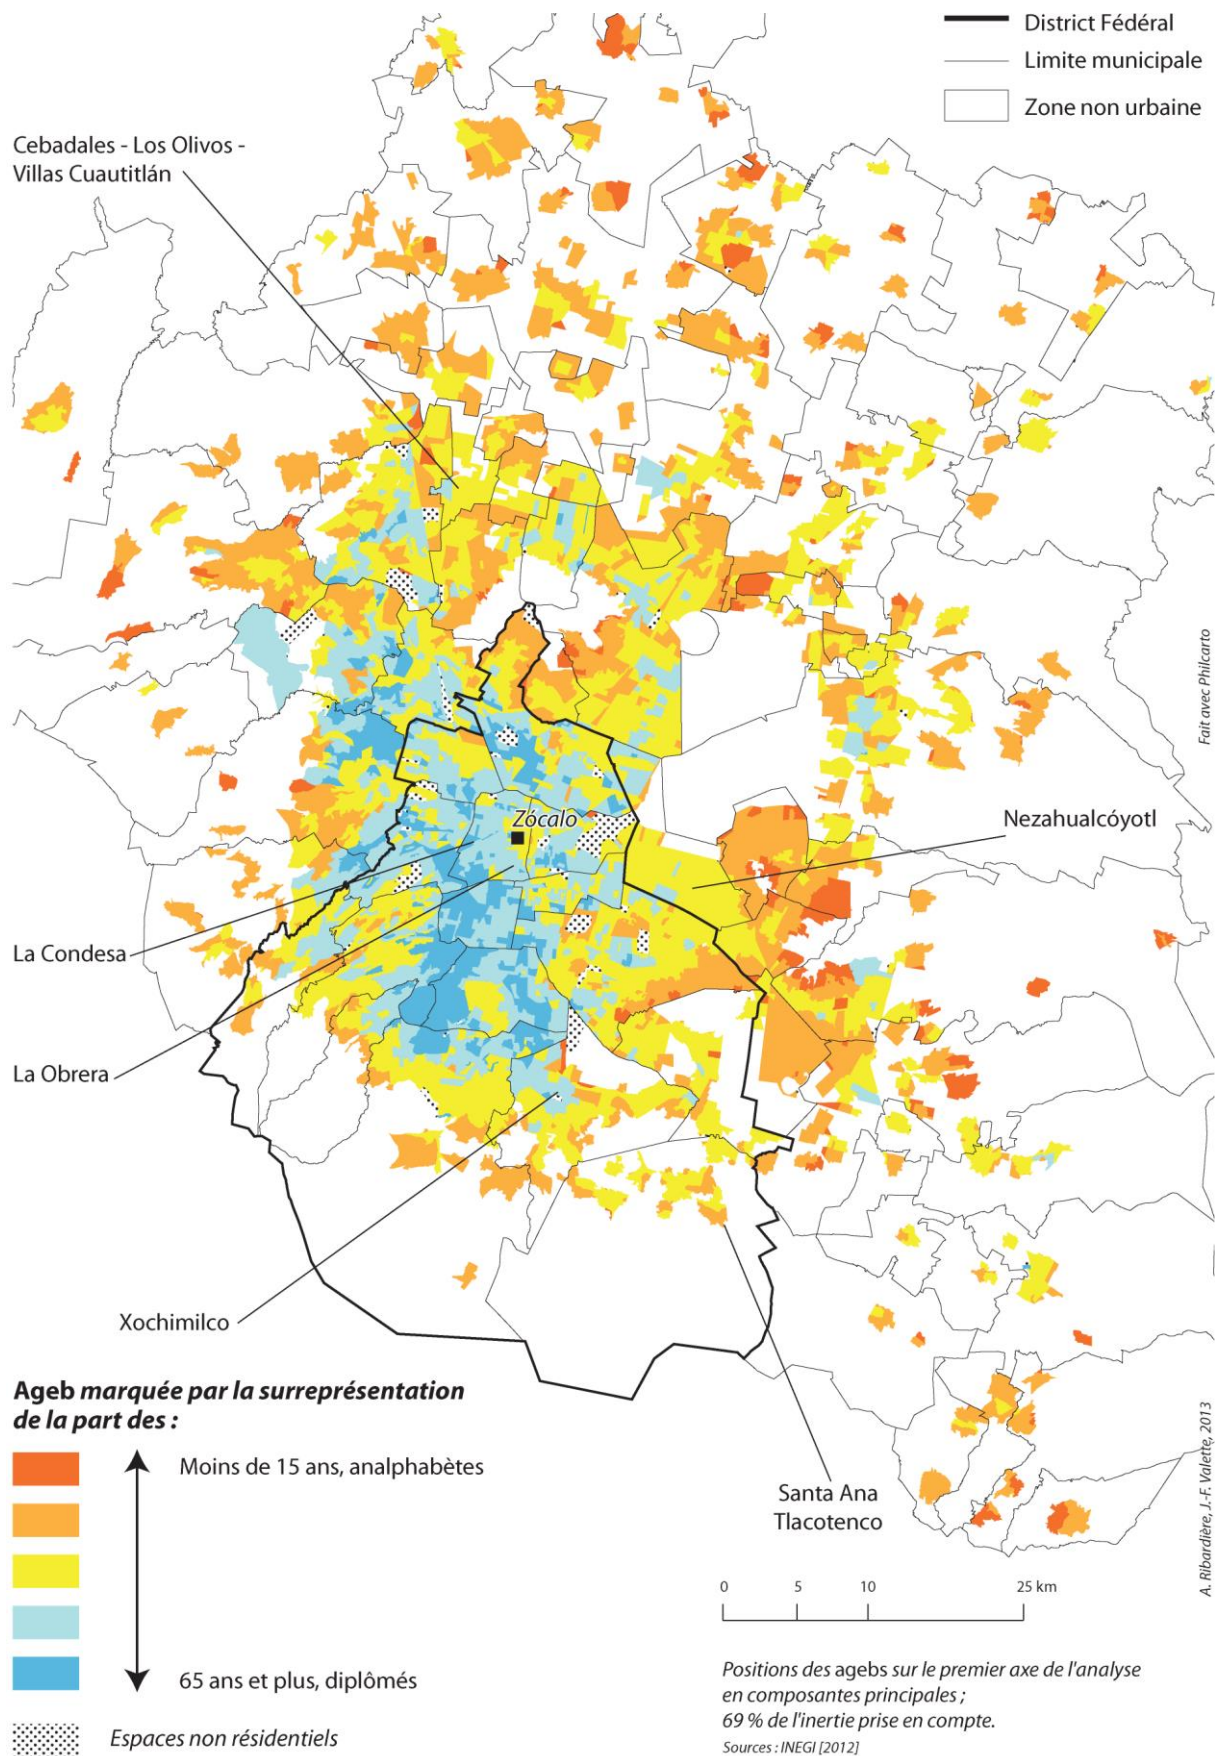 District Fédéral
Limite municipale
Zone non urbaine
Cebadales - Los Olivos -
Villas Cuautitlán
Fait avec Philcarto
Zócalo
Nezahualcóyotl
La Condesa
La Obrera
Xochimilco
Santa Ana
Tlacotenco
Ageb marquée par la surreprésentation
de la part des :
Moins de 15 ans, analphabètes
65 ans et plus, diplômés
Espaces non résidentiels
0 5 10 25 km
Positions des agebs sur le premier axe de l'analyse
en composantes principales ;
69 % de l'inertie prise en compte.
Sources : INEGI [2012]
A. Ribardière, J.-F. Valette, 2013